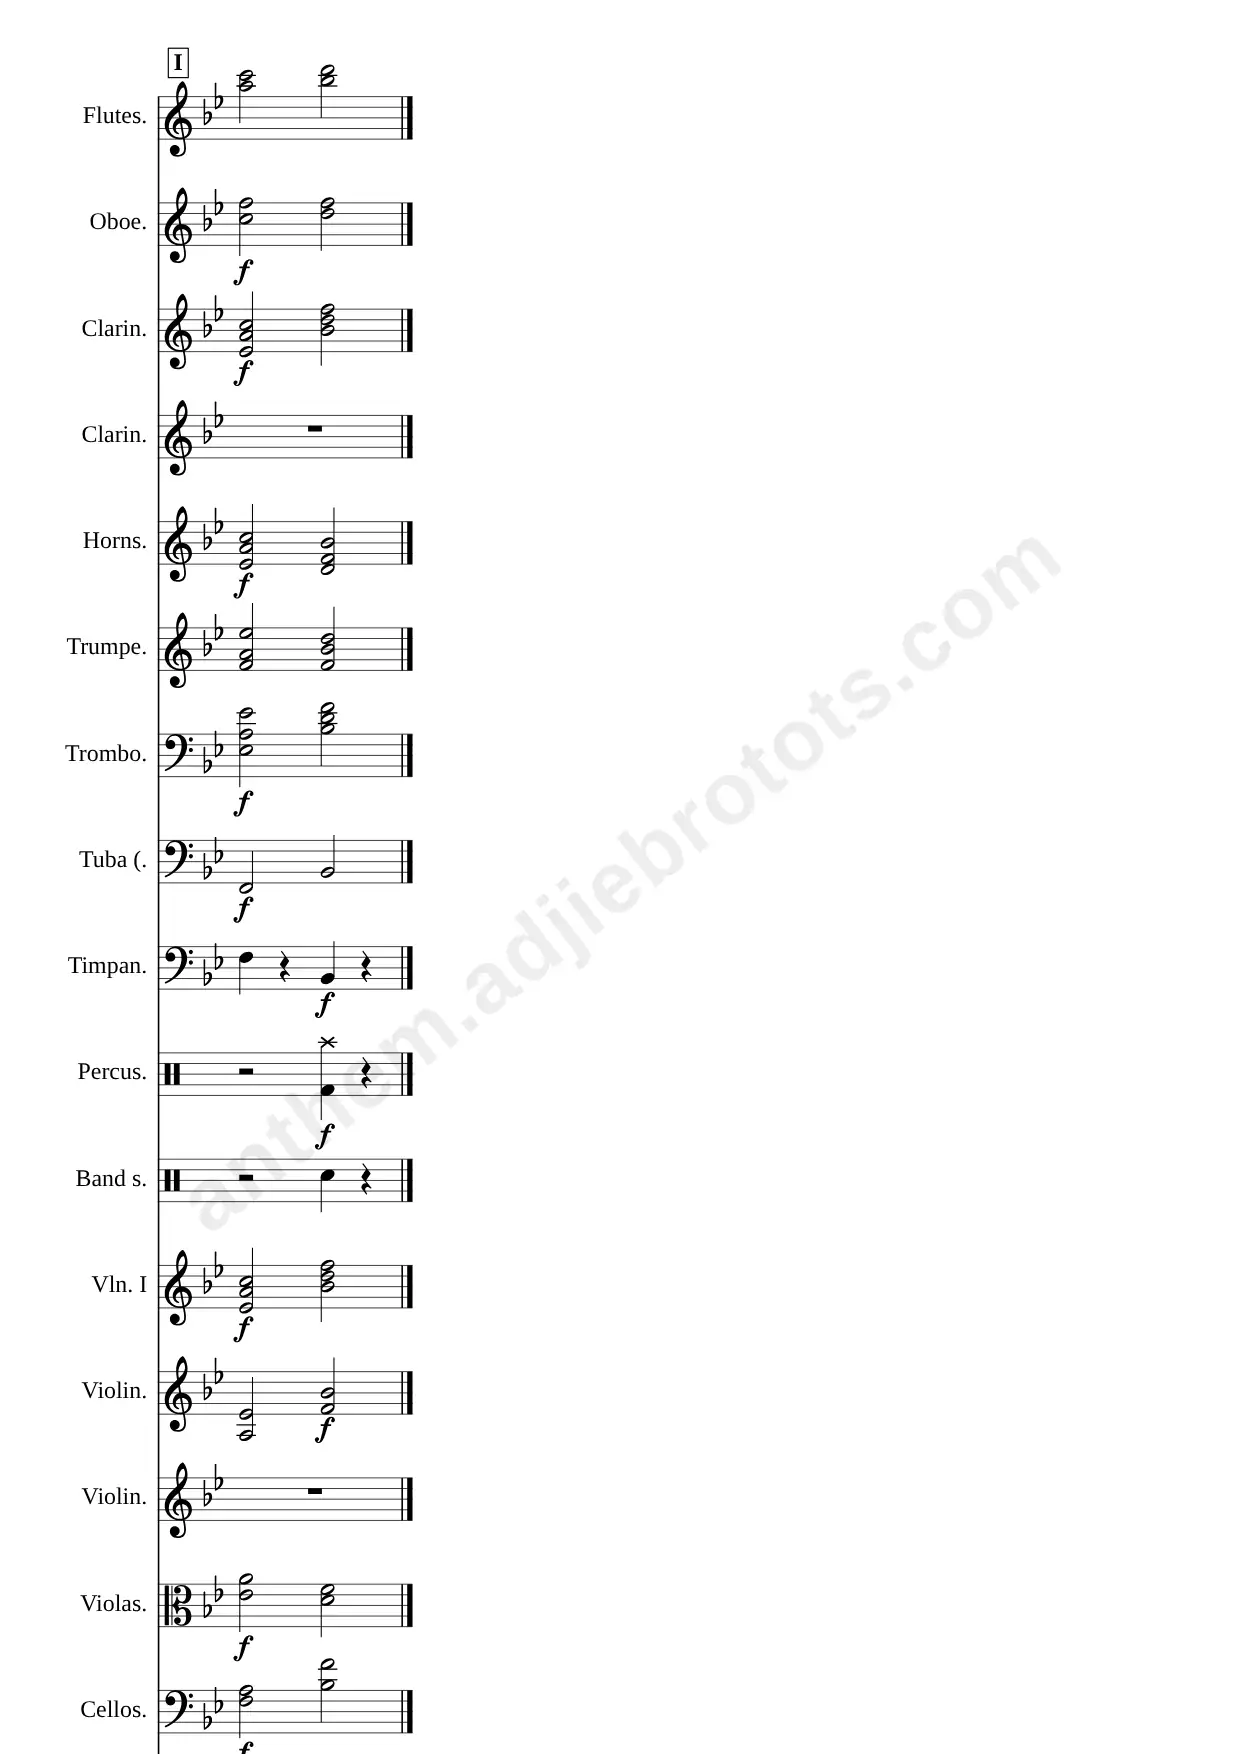 I
Flutes.
Oboe.
f
Clarin.
f
Clarin.
Horns.
f
Trumpe.
Trombo.
f
Tuba (.
f
Timpan.
f
Percus.
f
Band s.
Vln. I
f
Violin.
f
Violin.
Violas.
f
Cellos.
f
anthem.adjiebrotots.com